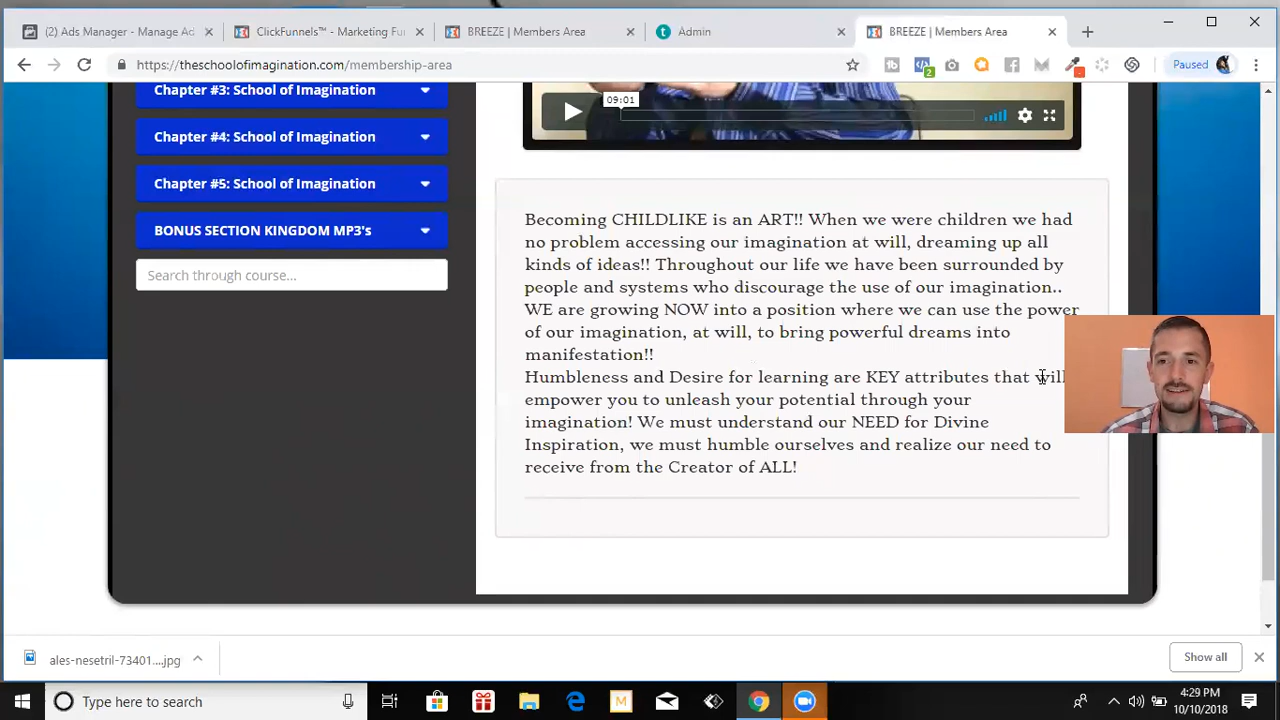 (2) Ads Manager - Manage Ad
ClickFunnels™ - Marketing Fu
BREEZE | Members Area
Admin
BREEZE | Members Area
https://theschoolofimagination.com/membership-area
2
Paused
Chapter #3: School of Imagination
Chapter #4: School of Imagination
Chapter #5: School of Imagination
BONUS SECTION KINGDOM MP3's
Search through course...
09:01
Becoming CHILDLIKE is an ART!! When we were children we had
no problem accessing our imagination at will, dreaming up all
kinds of ideas!! Throughout our life we have been surrounded by
people and systems who discourage the use of our imagination..
WE are growing NOW into a position where we can use the power
of our imagination, at will, to bring powerful dreams into
manifestation!!
Humbleness and Desire for learning are KEY attributes that will
empower you to unleash your potential through your
imagination! We must understand our NEED for Divine
Inspiration, we must humble ourselves and realize our need to
receive from the Creator of ALL!
ales-nesetril-73401....jpg
Show all
Type here to search
M
4:29 PM
10/10/2018